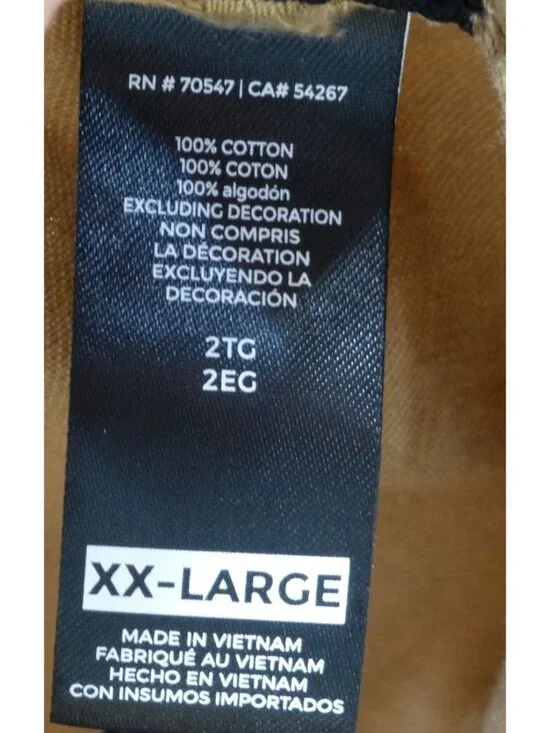 RN # 70547 | CA# 54267
100% COTTON
100% COTON
100% algodón
EXCLUDING DECORATION
NON COMPRIS
LA DÉCORATION
EXCLUYENDO LA
DECORACIÓN
2TG
2EG
XX-LARGE
MADE IN VIETNAM
FABRIQUÉ AU VIETNAM
HECHO EN VIETNAM
CON INSUMOS IMPORTADOS